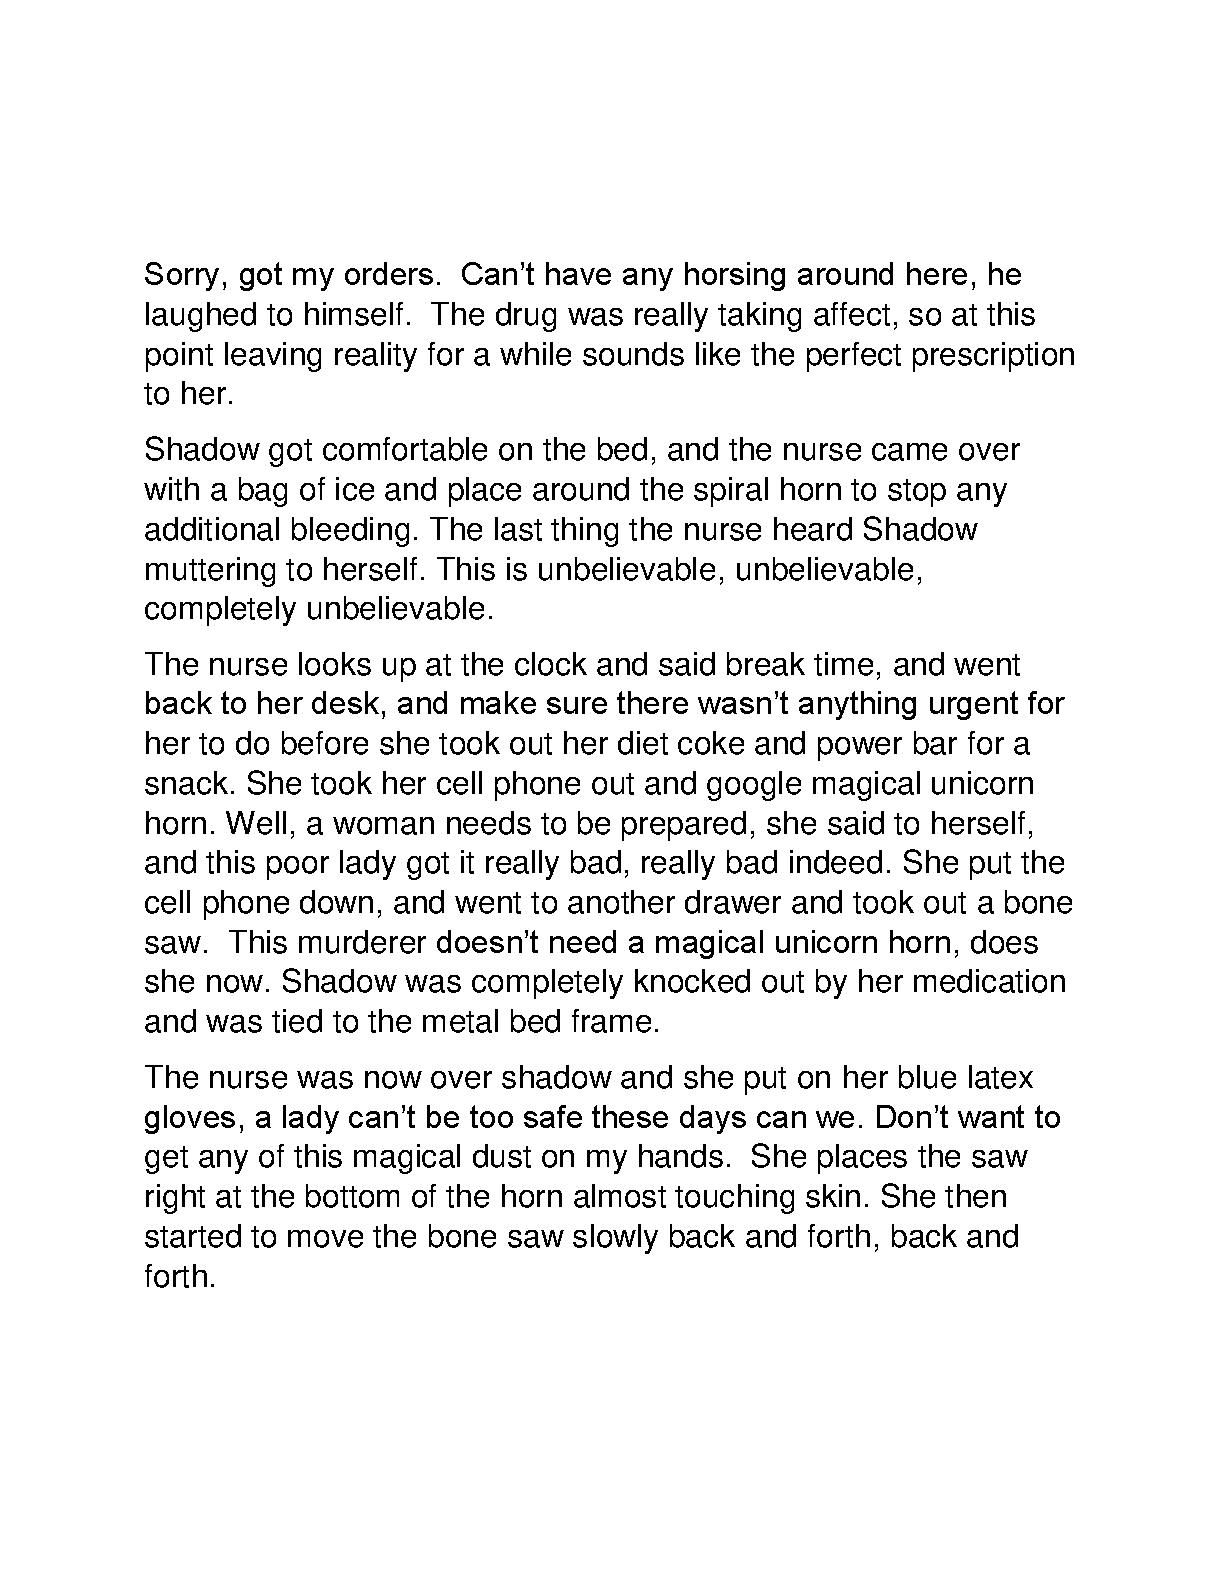 Sorry, got my orders.  Can’t have any horsing around here, he
laughed to himself.  The drug was really taking affect, so at this
point leaving reality for a while sounds like the perfect prescription
to her.
Shadow got comfortable on the bed, and the nurse came over
with a bag of ice and place around the spiral horn to stop any
additional bleeding. The last thing the nurse heard Shadow
muttering to herself. This is unbelievable, unbelievable,
completely unbelievable.
The nurse looks up at the clock and said break time, and went
back to her desk, and make sure there wasn’t anything urgent for
her to do before she took out her diet coke and power bar for a
snack. She took her cell phone out and google magical unicorn
horn. Well, a woman needs to be prepared, she said to herself,
and this poor lady got it really bad, really bad indeed. She put the
cell phone down, and went to another drawer and took out a bone
saw.  This murderer doesn’t need a magical unicorn horn, does
she now. Shadow was completely knocked out by her medication
and was tied to the metal bed frame.
The nurse was now over shadow and she put on her blue latex
gloves, a lady can’t be too safe these days can we. Don’t want to
get any of this magical dust on my hands.  She places the saw
right at the bottom of the horn almost touching skin. She then
started to move the bone saw slowly back and forth, back and
forth.